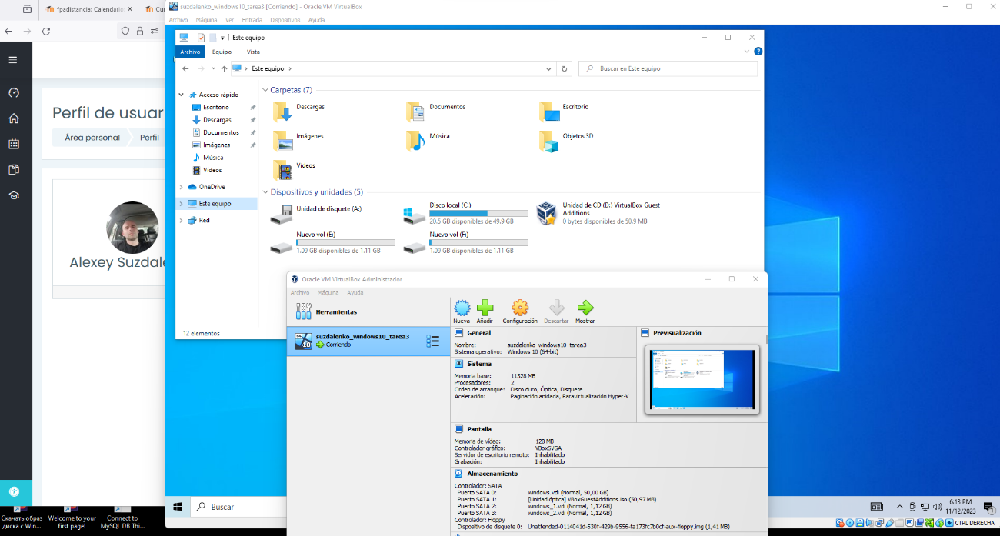 fpadistancia: Calendario
Cur
suzdalenko_windows10_tarea3 [Corriendo] - Oracle VM VirtualBox
Archivo Máquina Ver Entrada Dispositivos Ayuda
Este equipo
Archivo Equipo Vista
Este equipo
Buscar en Este equipo
Acceso rápido
Escritorio
Descargas
Documentos
Imágenes
Música
Vídeos
OneDrive
Este equipo
Red
Carpetas (7)
Descargas
Documentos
Escritorio
Imágenes
Música
Objetos 3D
Vídeos
Dispositivos y unidades (5)
Unidad de disquete (A:)
Disco local (C:)
20.5 GB disponibles de 49.9 GB
Unidad de CD (D:) VirtualBox Guest
Additions
0 bytes disponibles de 50.9 MB
Nuevo vol (E:)
1.09 GB disponibles de 1.11 GB
Nuevo vol (F:)
1.09 GB disponibles de 1.11 GB
12 elementos
Perfil de usuar
Área personal Perfil
Alexey Suzdale
Oracle VM VirtualBox Administrador
Archivo Máquina Ayuda
Herramientas
Nueva Añadir Configuración Descartar Mostrar
suzdalenko_windows10_tarea3
Corriendo
General
Nombre: suzdalenko_windows10_tarea3
Sistema operativo: Windows 10 (64-bit)
Sistema
Memoria base: 11328 MB
Procesadores: 2
Orden de arranque: Disco duro, Óptica, Disquete
Aceleración: Paginación anidada, Paravirtualización Hyper-V
Previsualización
Pantalla
Memoria de vídeo: 128 MB
Controlador gráfico: VBoxSVGA
Servidor de escritorio remoto: Inhabilitado
Grabación: Inhabilitado
Almacenamiento
Controlador: SATA
Puerto SATA 0: windows.vdi (Normal, 50,00 GB)
Puerto SATA 1: [Unidad óptica] VBoxGuestAdditions.iso (50,97 MB)
Puerto SATA 2: windows_1.vdi (Normal, 1,12 GB)
Puerto SATA 3: windows_2.vdi (Normal, 1,12 GB)
Controlador: Floppy
Dispositivo de disquete 0: Unattended-0114041d-530f-429b-9556-fa173fc7b0cf-aux-floppy.img (1,41 MB)
Buscar
6:13 PM
11/12/2023
1
CTRL DERECHA
Скачать образ
диска с Win...
Welcome to your
first page!
Connect to
MySQL DB Thi...